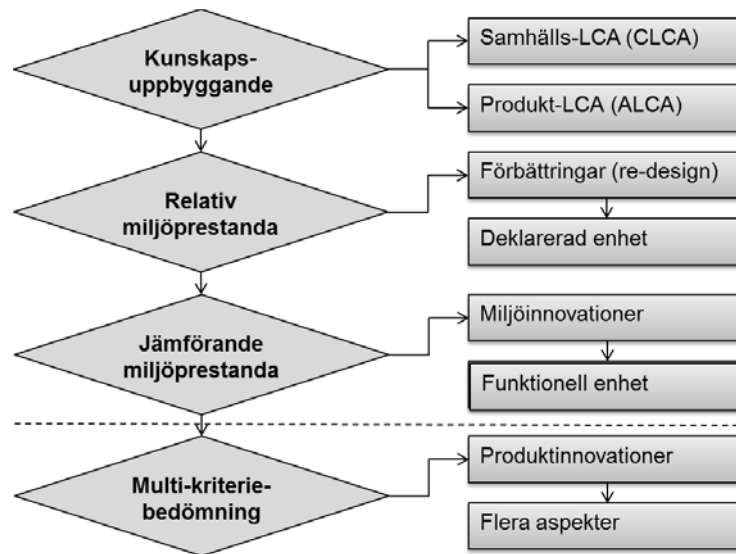 Kunskaps-
uppbyggande
Samhälls-LCA (CLCA)
Produkt-LCA (ALCA)
Relativ
miljöprestanda
Förbättringar (re-design)
Deklarerad enhet
Jämförande
miljöprestanda
Miljöinnovationer
Funktionell enhet
Multi-kriterie-
bedömning
Produktinnovationer
Flera aspekter